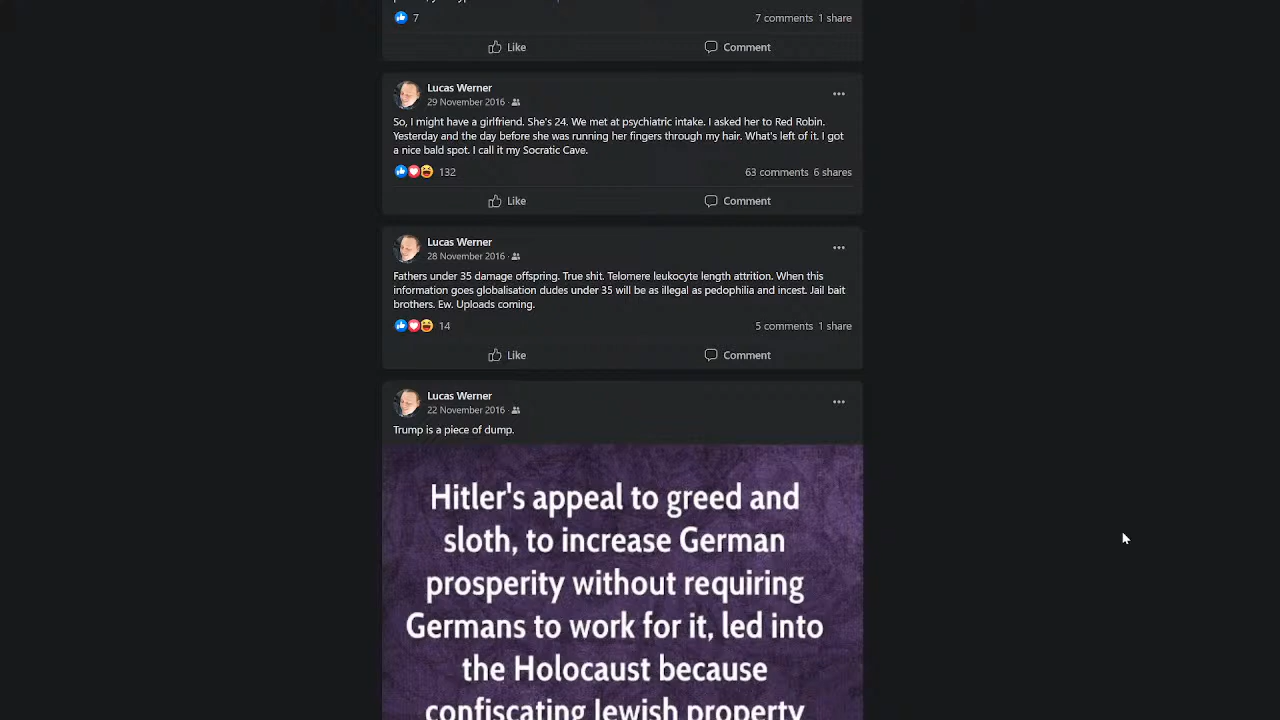 7
7 comments 1 share
Like
Comment
Lucas Werner
29 November 2016 ·
So, I might have a girlfriend. She's 24. We met at psychiatric intake. I asked her to Red Robin.
Yesterday and the day before she was running her fingers through my hair. What's left of it. I got
a nice bald spot. I call it my Socratic Cave.
132
63 comments 6 shares
Like
Comment
Lucas Werner
28 November 2016 ·
Fathers under 35 damage offspring. True shit. Telomere leukocyte length attrition. When this
information goes globalisation dudes under 35 will be as illegal as pedophilia and incest. Jail bait
brothers. Ew. Uploads coming.
14
5 comments 1 share
Like
Comment
Lucas Werner
22 November 2016 ·
Trump is a piece of dump.
Hitler's appeal to greed and
sloth, to increase German
prosperity without requiring
Germans to work for it, led into
the Holocaust because
confiscating Jewish property